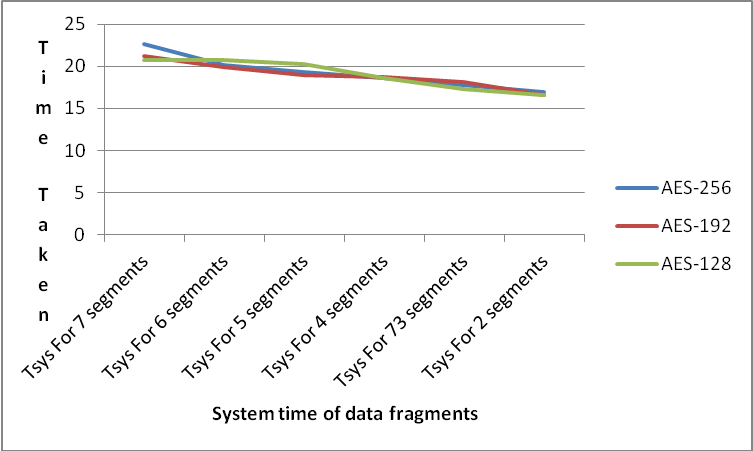 Time Taken
25
20
15
10
5
0
Tsys For 7 segments
Tsys For 6 segments
Tsys For 5 segments
Tsys For 4 segments
Tsys For 73 segments
Tsys For 2 segments
System time of data fragments
AES-256
AES-192
AES-128